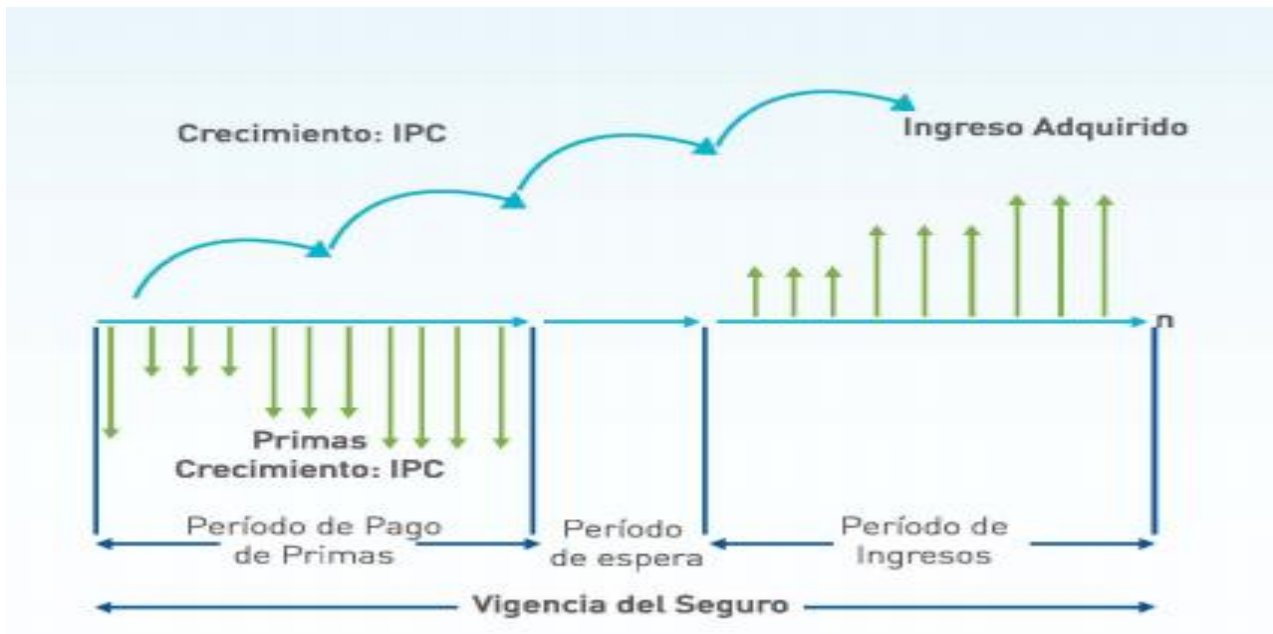 Crecimiento: IPC
Ingreso Adquirido
n
Primas
Crecimiento: IPC
Período de Pago
de Primas
Período
de espera
Período de
Ingresos
Vigencia del Seguro